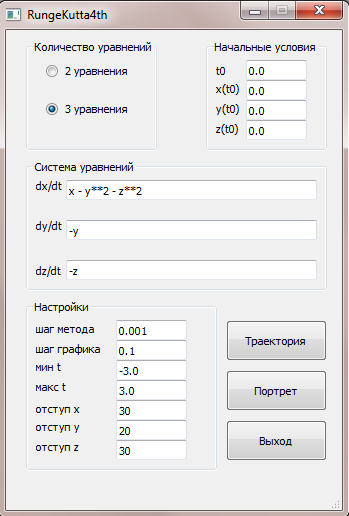 RungeKutta4th
Количество уравнений
2 уравнения
3 уравнения
Начальные условия
t0 0.0
x(t0) 0.0
y(t0) 0.0
z(t0) 0.0
Система уравнений
dx/dt x - y**2 - z**2
dy/dt -y
dz/dt -z
Настройки
шаг метода 0.001
шаг графика 0.1
мин t -3.0
макс t 3.0
отступ x 30
отступ y 20
отступ z 30
Траектория
Портрет
Выход